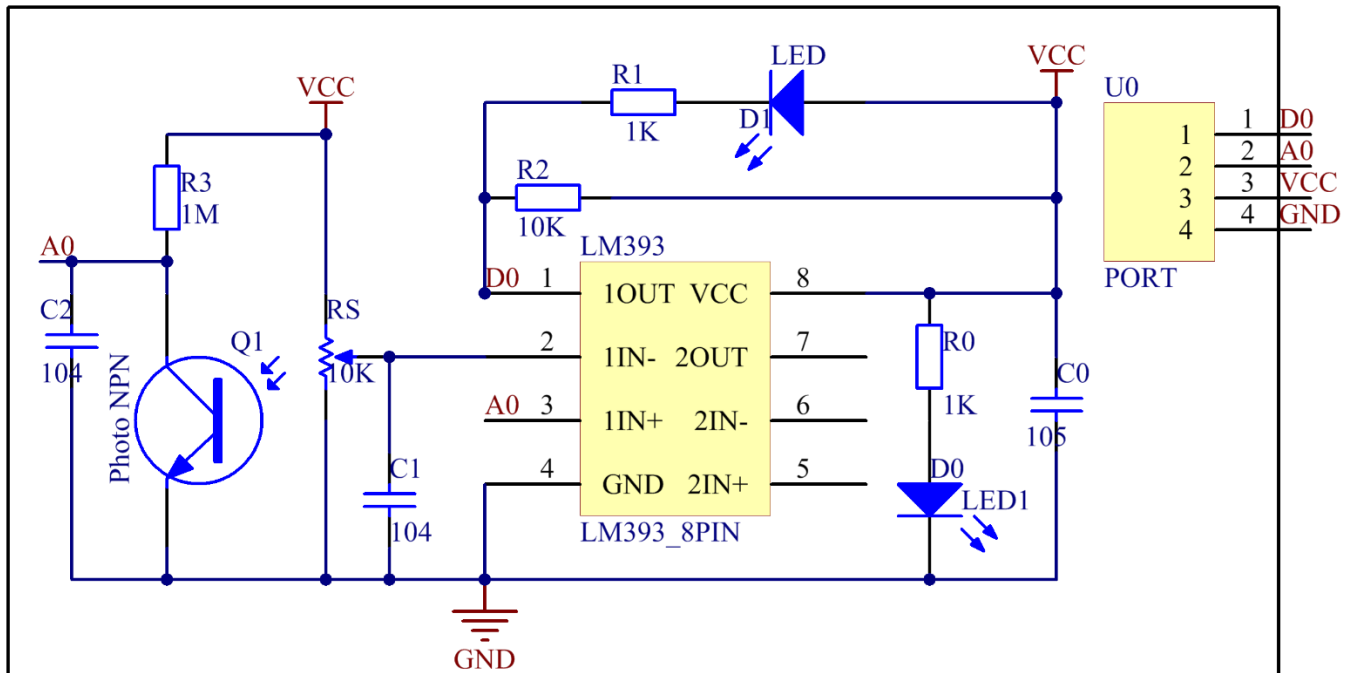 VCC
R3
1M
A0
C2
104
Photo NPN
Q1
RS
10K
C1
104
R1
1K
LED
D1
VCC
R2
10K
LM393
D0 1 1OUT VCC 8
2 1IN- 2OUT 7
A0 3 1IN+ 2IN- 6
4 GND 2IN+ 5
LM393_8PIN
GND
R0
1K
D0
LED1
C0
105
U0
1 1 D0
2 2 A0
3 3 VCC
4 4 GND
PORT